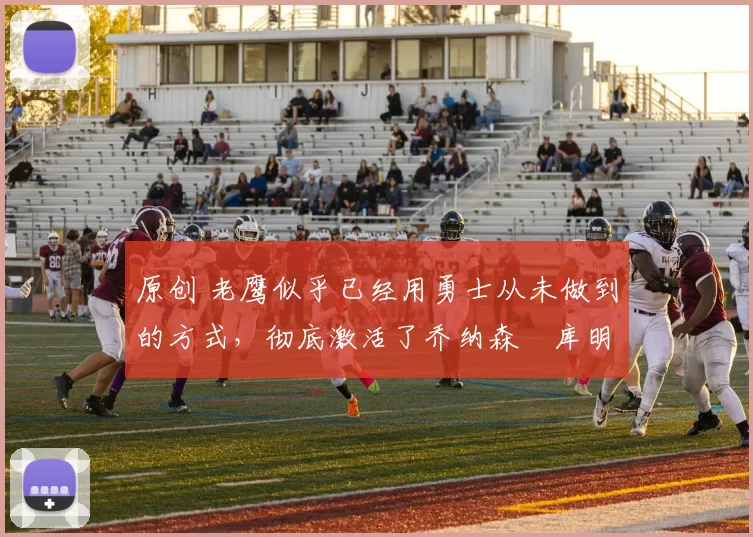 原创 老鹰似乎已经用勇士从未做到
的方式，彻底激活了乔纳森 库明